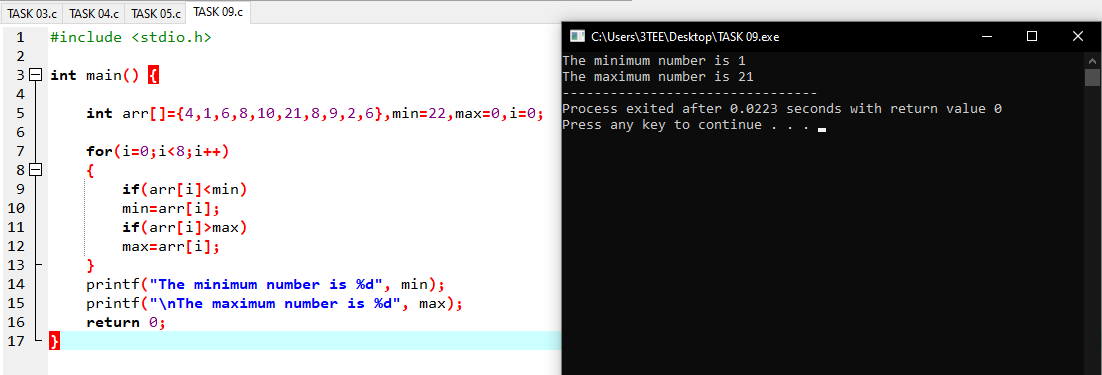 TASK 03.c TASK 04.c TASK 05.c TASK 09.c
1 #include <stdio.h>
2
3 int main() {
4
5 int arr[]={4,1,6,8,10,21,8,9,2,6},min=22,max=0,i=0;
6
7 for(i=0;i<8;i++)
8 {
9 if(arr[i]<min)
10 min=arr[i];
11 if(arr[i]>max)
12 max=arr[i];
13 }
14 printf("The minimum number is %d", min);
15 printf("\nThe maximum number is %d", max);
16 return 0;
17 }
C:\Users\3TEE\Desktop\TASK 09.exe
The minimum number is 1
The maximum number is 21
--------------------------------
Process exited after 0.0223 seconds with return value 0
Press any key to continue . . .